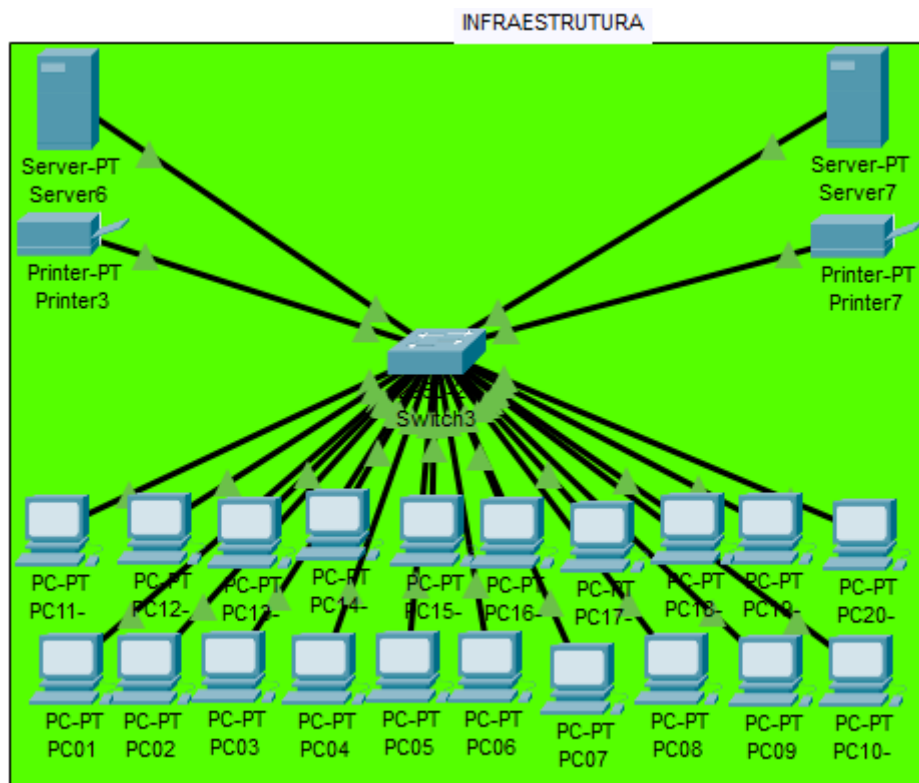 INFRAESTRUTURA
Server-PT
Server6
Server-PT
Server7
Printer-PT
Printer3
Printer-PT
Printer7
Switch3
PC-PT
PC11-
PC-PT
PC12-
PC-PT
PC13-
PC-PT
PC14-
PC-PT
PC15-
PC-PT
PC16-
PC-PT
PC17-
PC-PT
PC18-
PC-PT
PC19-
PC-PT
PC20-
PC-PT
PC01
PC-PT
PC02
PC-PT
PC03
PC-PT
PC04
PC-PT
PC05
PC-PT
PC06
PC-PT
PC07
PC-PT
PC08
PC-PT
PC09
PC-PT
PC10-